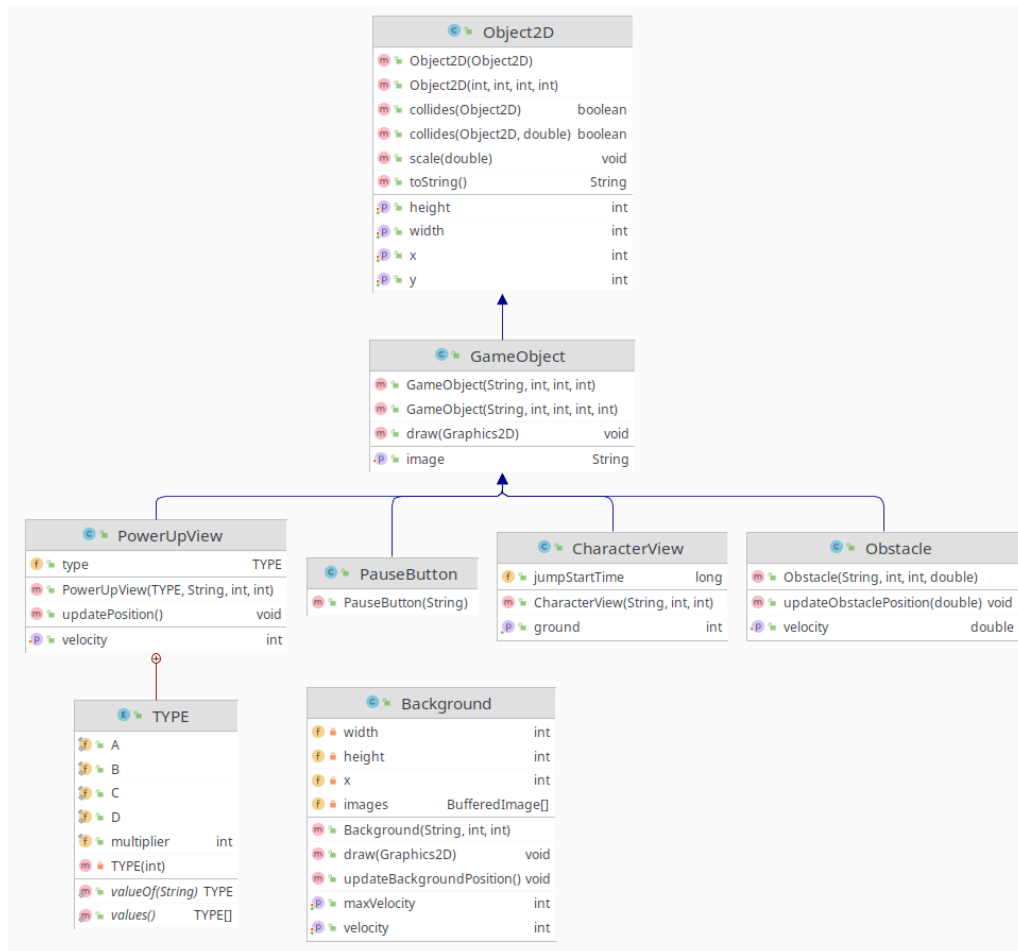 Object2D
Object2D(Object2D)
Object2D(int, int, int, int)
collides(Object2D) boolean
collides(Object2D, double) boolean
scale(double) void
toString() String
height int
width int
x int
y int
GameObject
GameObject(String, int, int, int)
GameObject(String, int, int, int, int)
draw(Graphics2D) void
image String
PowerUpView
type TYPE
PowerUpView(TYPE, String, int, int)
updatePosition() void
velocity int
PauseButton
PauseButton(String)
CharacterView
jumpStartTime long
CharacterView(String, int, int)
ground int
Obstacle
Obstacle(String, int, int, double)
updateObstaclePosition(double) void
velocity double
TYPE
A
B
C
D
multiplier int
TYPE(int)
valueOf(String) TYPE
values() TYPE[]
Background
width int
height int
x int
images BufferedImage[]
Background(String, int, int)
draw(Graphics2D) void
updateBackgroundPosition() void
maxVelocity int
velocity int